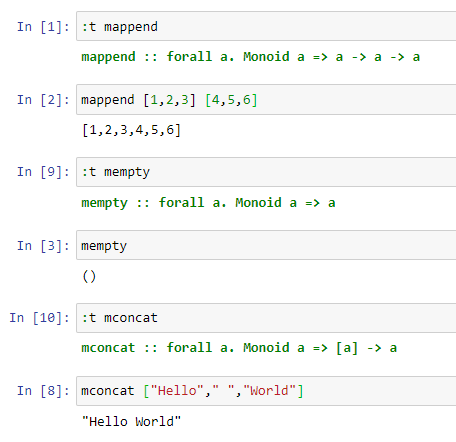 In [1]: :t mappend
mappend :: forall a. Monoid a => a -> a -> a
In [2]: mappend [1,2,3] [4,5,6]
[1,2,3,4,5,6]
In [9]: :t mempty
mempty :: forall a. Monoid a => a
In [3]: mempty
()
In [10]: :t mconcat
mconcat :: forall a. Monoid a => [a] -> a
In [8]: mconcat ["Hello"," ","World"]
"Hello World"